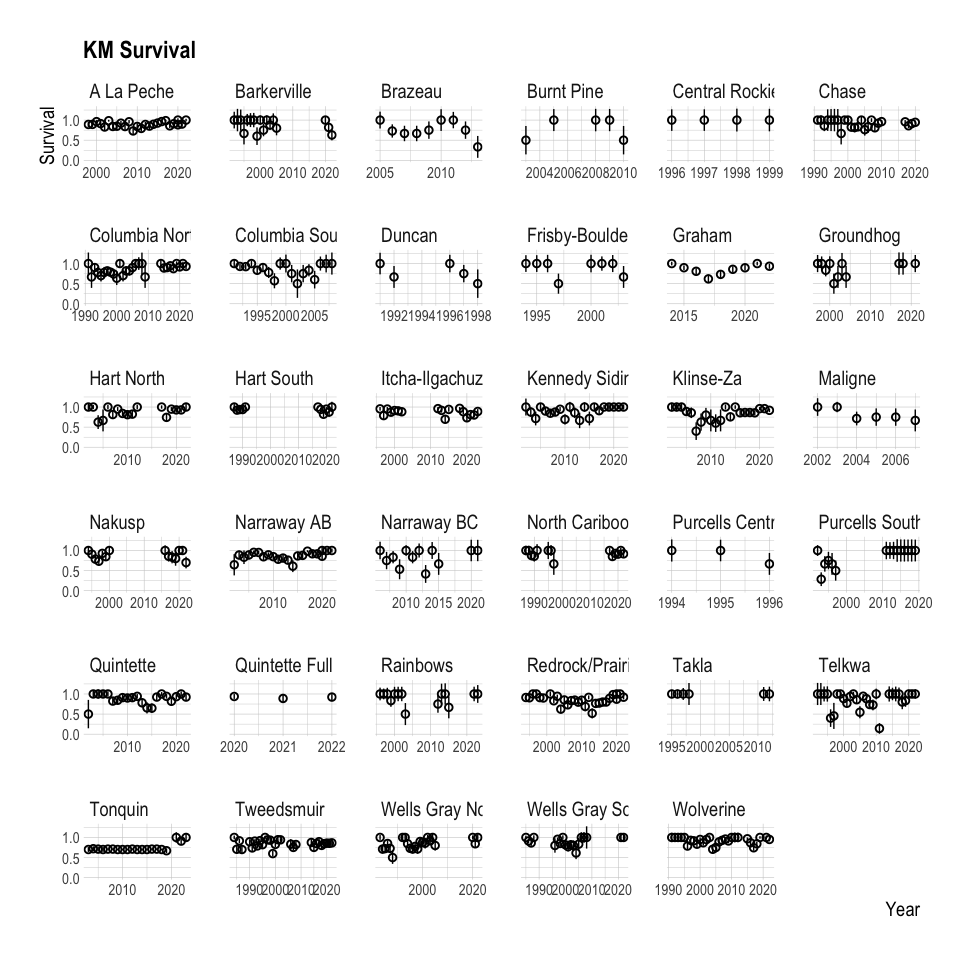 KM Survival
A La Peche Barkerville Brazeau Burnt Pine Central Rockie Chase
Survival
1.0
0.5
0.0
2000 2010 2020 2000 2010 2020 2005 2010 2004 2006 2008 2010 1996 1997 1998 1999 1990 2000 2010 2020
Columbia Nor Columbia Sou Duncan Frisby-Boulde Graham Groundhog
1.0
0.5
0.0
1990 2000 2010 2020 1995 2000 2005 1992 1994 1996 1998 1995 2000 2015 2020 2000 2010 2020
Hart North Hart South Itcha-Ilgachuz Kennedy Sidin Klinse-Za Maligne
1.0
0.5
0.0
2010 2020 1990 2000 2010 2020 2000 2010 2020 2010 2020 2010 2020 2002 2004 2006
Nakusp Narraway AB Narraway BC North Cariboo Purcells Centr Purcells South
1.0
0.5
0.0
2000 2010 2020 2010 2020 2010 2015 2020 1990 2000 2010 2020 1994 1995 1996 2000 2010 2020
Quintette Quintette Full Rainbows Redrock/Prairi Takla Telkwa
1.0
0.5
0.0
2010 2020 2020 2021 2022 2000 2010 2020 2000 2010 2020 1995 2000 2005 2010 2000 2010 2020
Tonquin Tweedsmuir Wells Gray No Wells Gray So Wolverine
1.0
0.5
0.0
2010 2020 1990 2000 2010 2020 2000 2020 1990 2000 2010 2020 1990 2000 2010 2020
Year